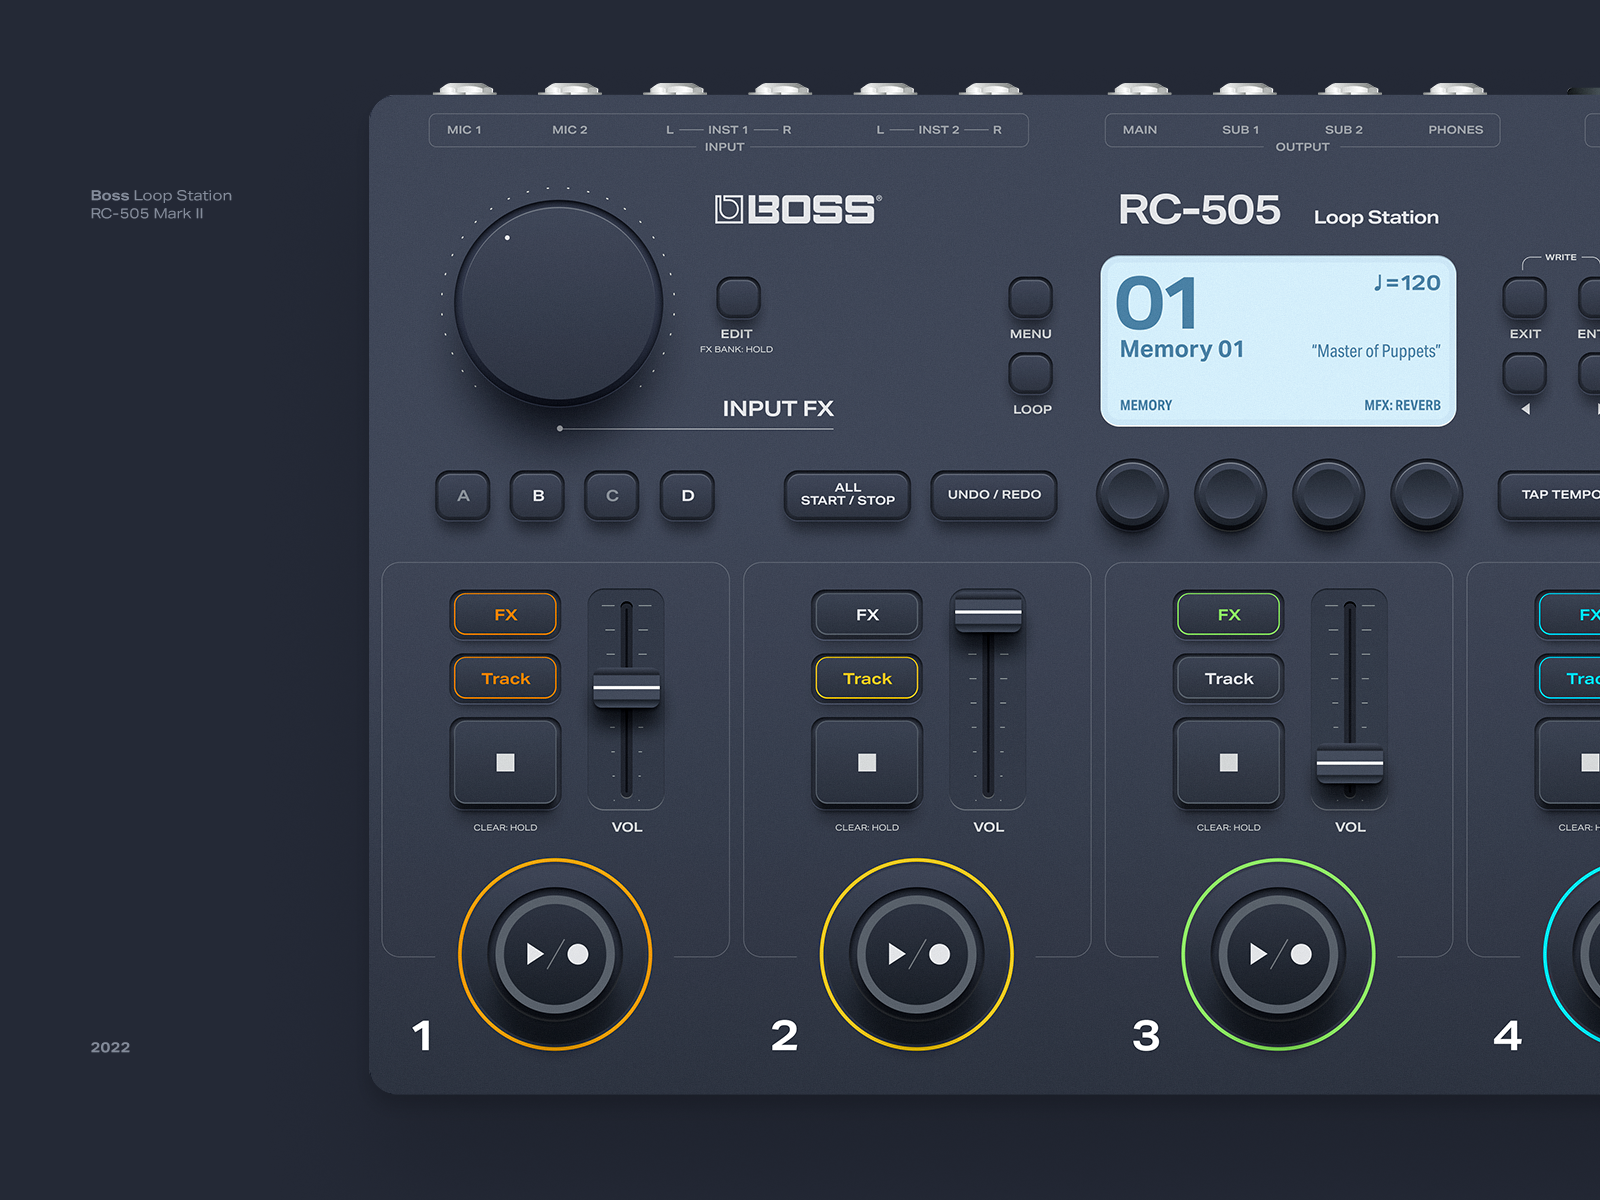 Boss Loop Station
RC-505 Mark II
2022
MIC 1
MIC 2
L INST 1 R
L INST 2 R
INPUT
MAIN
SUB 1
SUB 2
PHONES
OUTPUT
BOSS®
RC-505
Loop Station
EDIT
FX BANK: HOLD
INPUT FX
MENU
LOOP
01
♩=120
Memory 01
“Master of Puppets”
MEMORY
MFX: REVERB
WRITE
EXIT
A
B
C
D
ALL
START / STOP
UNDO / REDO
TAP TEMPO
FX
Track
CLEAR: HOLD
VOL
1
FX
Track
CLEAR: HOLD
VOL
2
FX
Track
CLEAR: HOLD
VOL
3
FX
CLEAR:
4